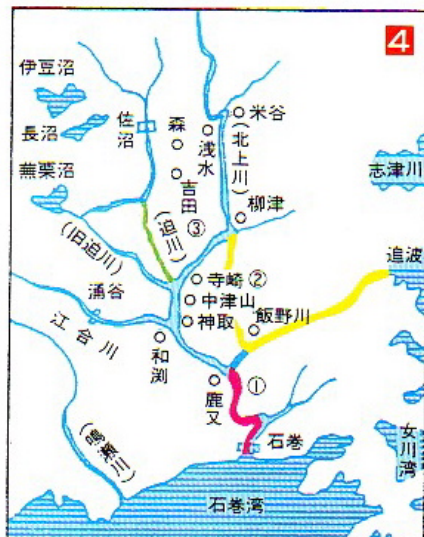 4
伊豆沼
長沼
蕪栗沼
佐沼
森
吉田
浅水
米谷
(北上川)
柳津
志津川
(迫川)
③
(旧迫川)
涌谷
江合川
和渕
寺崎
②
中津山
神取
飯野川
追波
鹿又
①
石巻
(鳴瀬川)
女川湾
石巻湾